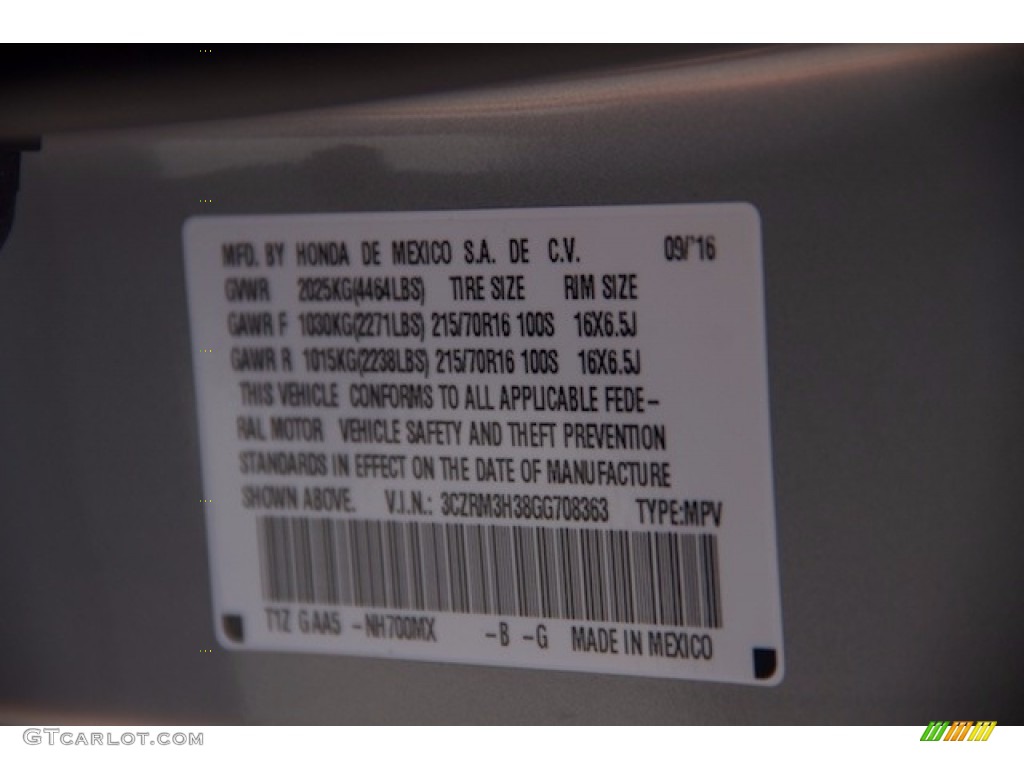 MFD. BY HONDA DE MEXICO S.A. DE C.V. 09/'16
GVWR 2025KG(4464LBS) TIRE SIZE RIM SIZE
GAWR F 1030KG(2271LBS) 215/70R16 100S 16X6.5J
GAWR R 1015KG(2238LBS) 215/70R16 100S 16X6.5J
THIS VEHICLE CONFORMS TO ALL APPLICABLE FEDE-
RAL MOTOR VEHICLE SAFETY AND THEFT PREVENTION
STANDARDS IN EFFECT ON THE DATE OF MANUFACTURE
SHOWN ABOVE. V.I.N.: 3CZRM3H38GG708363 TYPE:MPV
T1Z GAA5 -NH700MX -B -G MADE IN MEXICO
GTCARLOT.COM